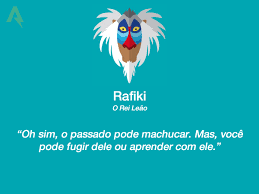 Rafiki
O Rei Leão
“Oh sim, o passado pode machucar. Mas, você
pode fugir dele ou aprender com ele.”